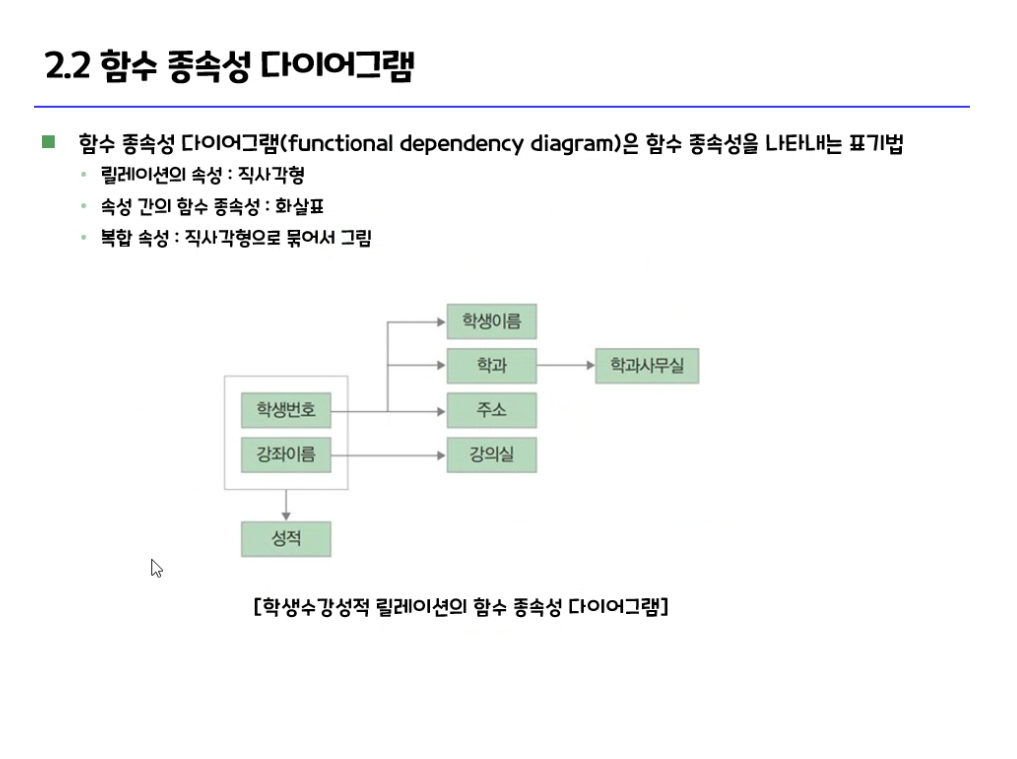 2.2 함수 종속성 다이어그램
함수 종속성 다이어그램(functional dependency diagram)은 함수 종속성을 나타내는 표기법
릴레이션의 속성 : 직사각형
속성 간의 함수 종속성 : 화살표
복합 속성 : 직사각형으로 묶어서 그림
학생이름
학과
학과사무실
학생번호
주소
강좌이름
강의실
성적
[학생수강성적 릴레이션의 함수 종속성 다이어그램]